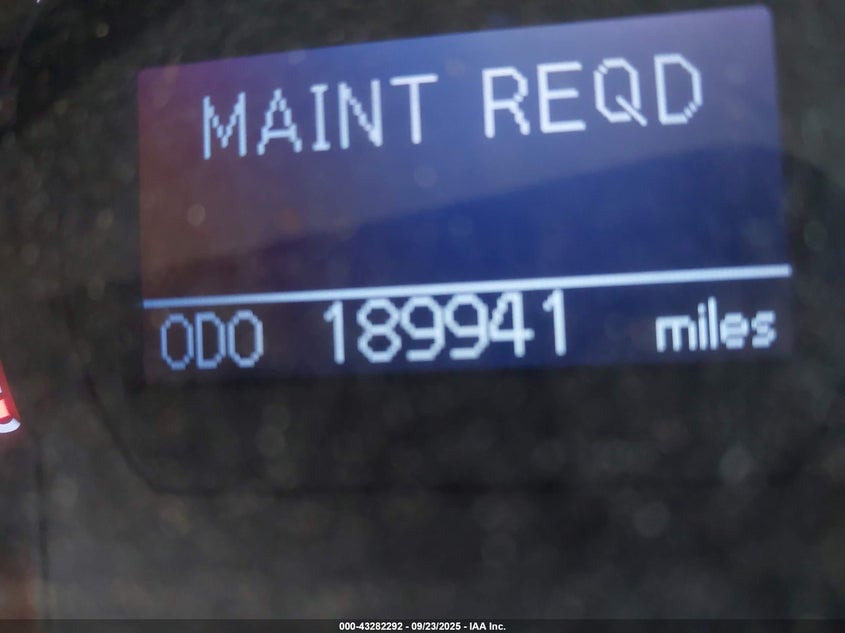 MAINT REQD
ODO 189941 miles
000-43282292 - 09/23/2025 - IAA Inc.